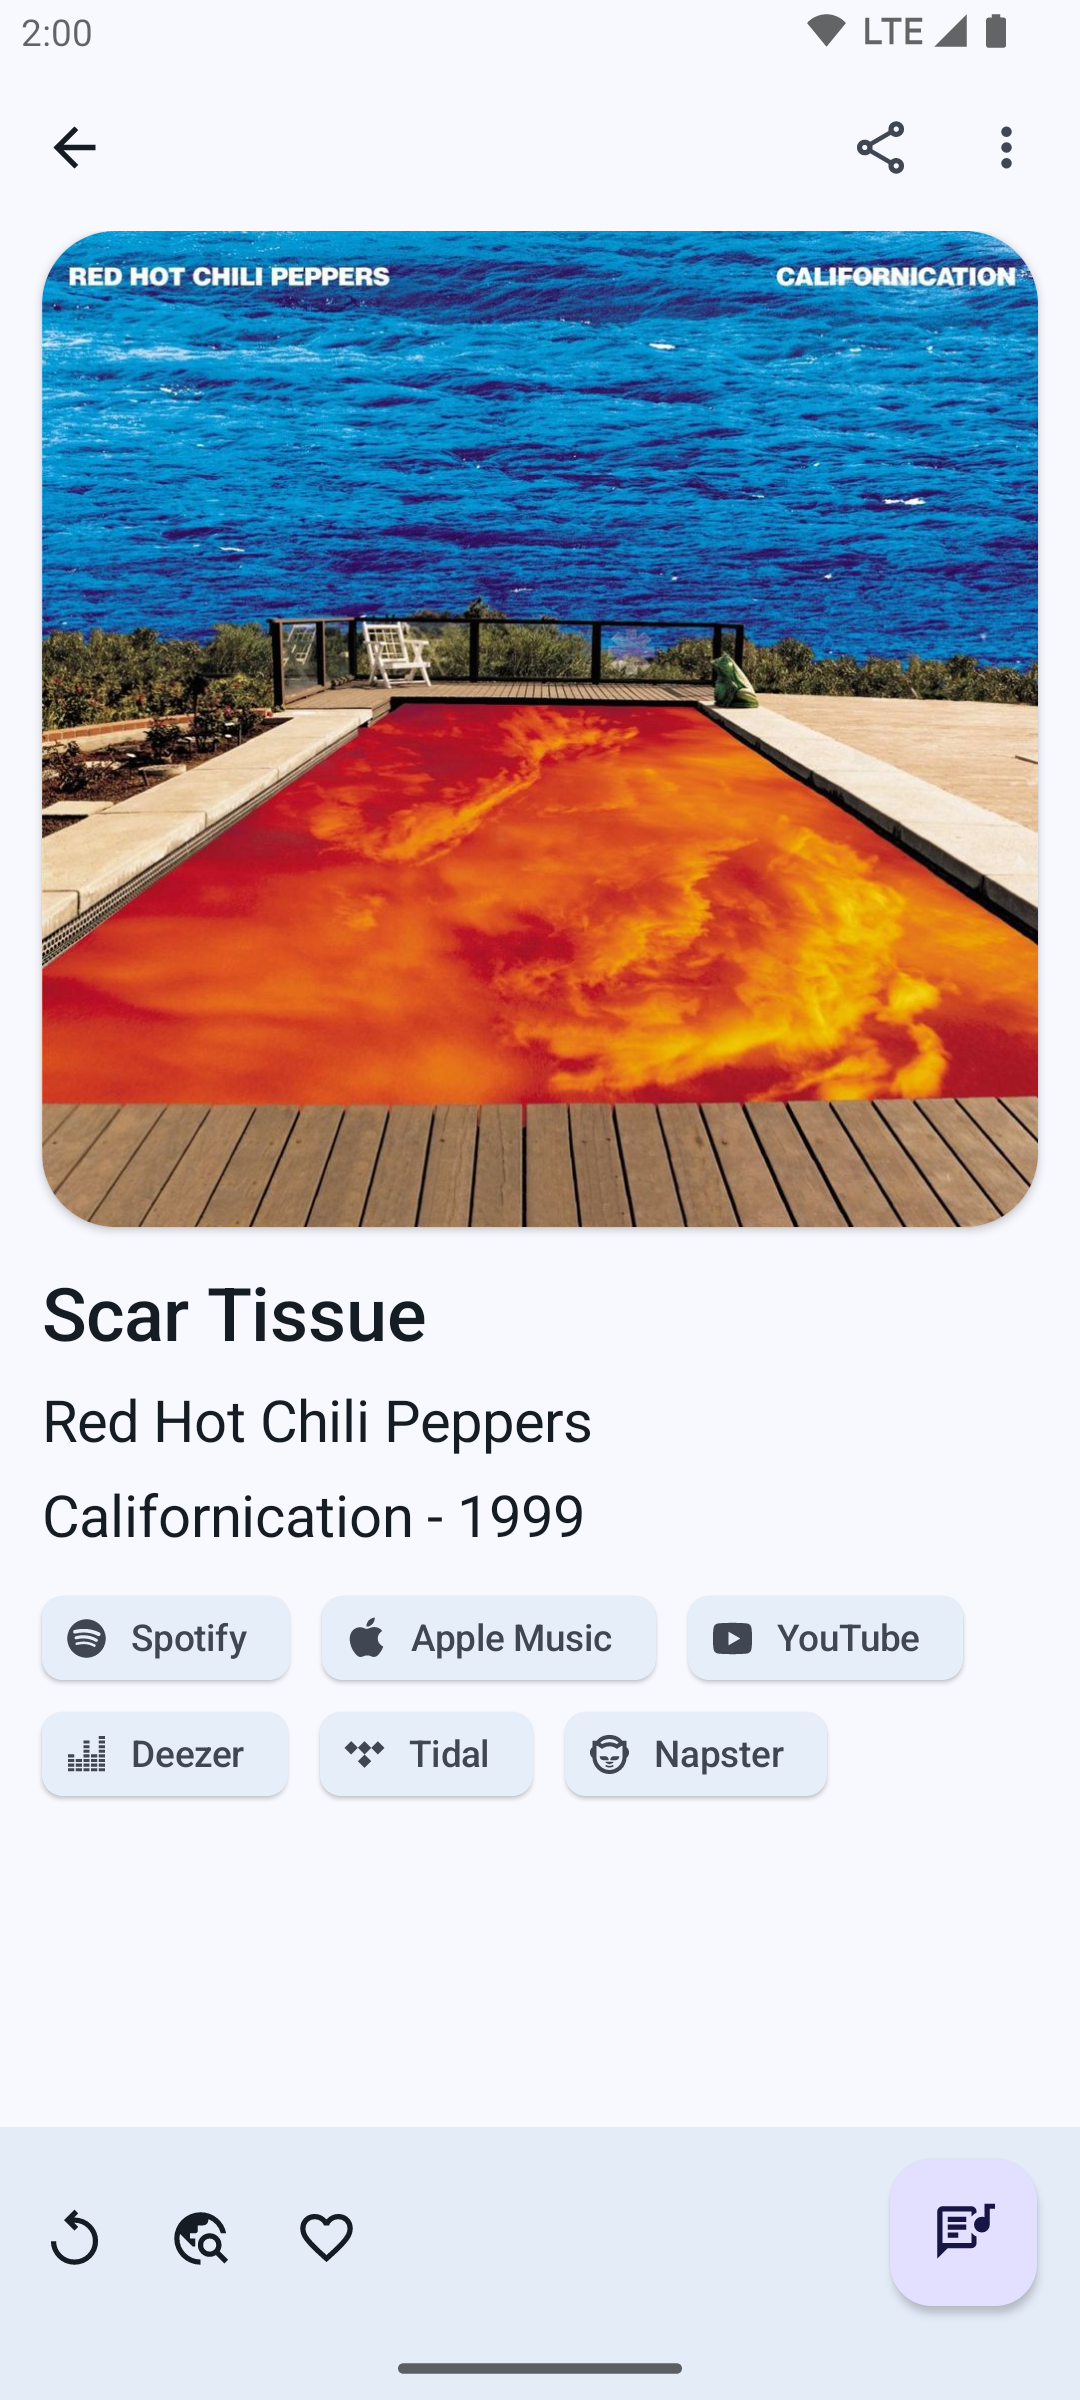 2:00 LTE
RED HOT CHILI PEPPERS CALIFORNICATION
Scar Tissue
Red Hot Chili Peppers
Californication - 1999
Spotify Apple Music YouTube
Deezer Tidal Napster